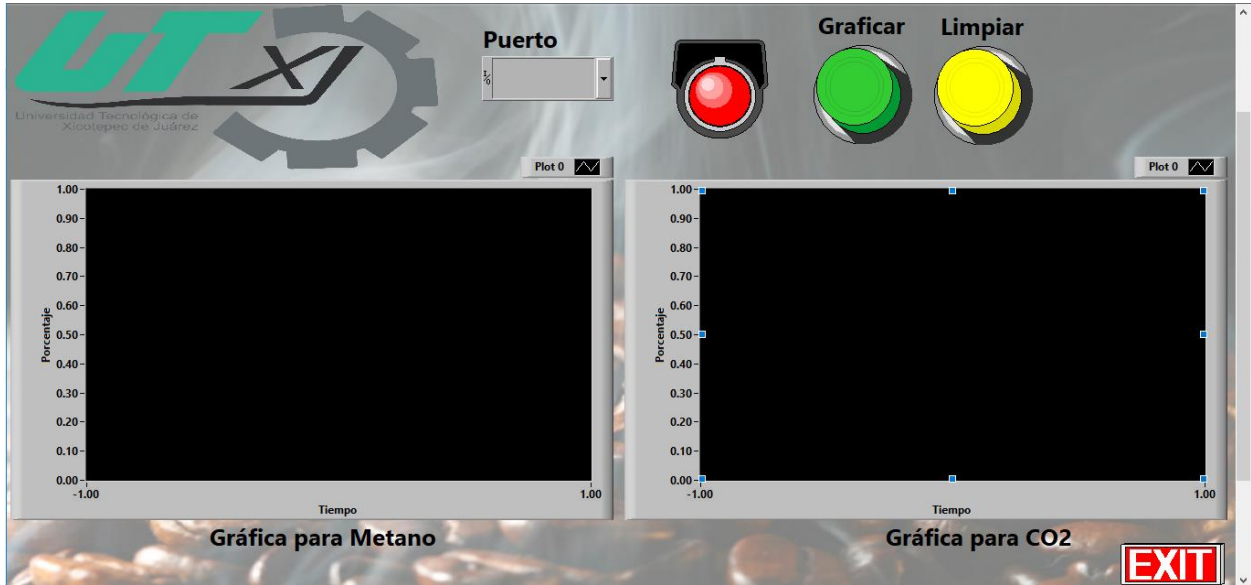 Puerto
Graficar
Limpiar
I/O
UTXJ
Universidad Tecnológica de
Xicotepec de Juárez
Plot 0
Plot 0
1.00
0.90
0.80
0.70
0.60
0.50
0.40
0.30
0.20
0.10
0.00
Porcentaje
-1.00
1.00
Tiempo
1.00
0.90
0.80
0.70
0.60
0.50
0.40
0.30
0.20
0.10
0.00
Porcentaje
-1.00
1.00
Tiempo
Gráfica para Metano
Gráfica para CO2
EXIT